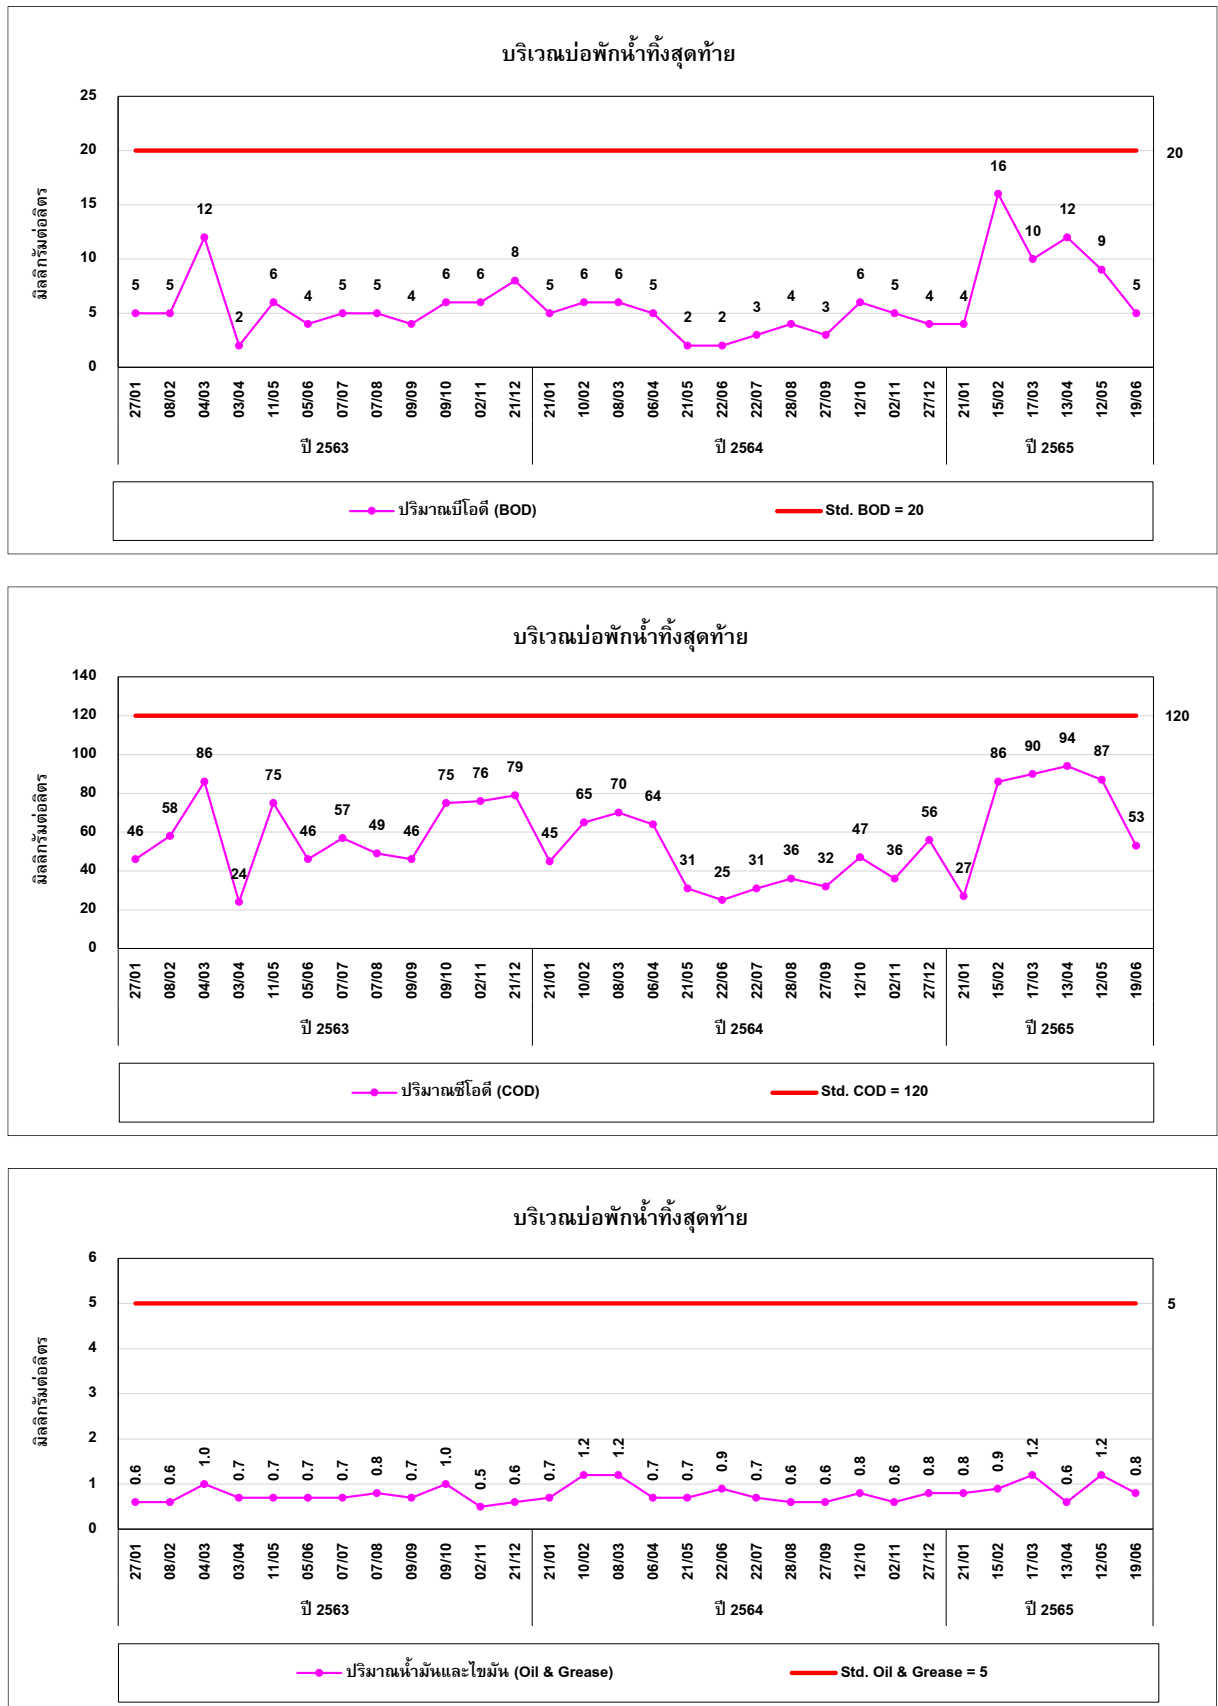 บริเวณบ่อพักน้ำทิ้งสุดท้าย
มิลลิกรัมต่อลิตร
25
20
15
10
5
0
5 5 12 2 6 4 5 5 4 6 6 8 5 6 6 5 2 2 3 4 3 6 5 4 4 16 10 12 9 5
20
27/01 08/02 04/03 03/04 11/05 05/06 07/07 07/08 09/09 09/10 02/11 21/12 21/01 10/02 08/03 06/04 21/05 22/06 22/07 28/08 27/09 12/10 02/11 27/12 21/01 15/02 17/03 13/04 12/05 19/06
ปี 2563 ปี 2564 ปี 2565
ปริมาณบีโอดี (BOD) Std. BOD = 20
บริเวณบ่อพักน้ำทิ้งสุดท้าย
มิลลิกรัมต่อลิตร
140
120
100
80
60
40
20
0
46 58 86 24 75 46 57 49 46 75 76 79 45 65 70 64 31 25 31 36 32 47 36 56 27 86 90 94 87 53
120
27/01 08/02 04/03 03/04 11/05 05/06 07/07 07/08 09/09 09/10 02/11 21/12 21/01 10/02 08/03 06/04 21/05 22/06 22/07 28/08 27/09 12/10 02/11 27/12 21/01 15/02 17/03 13/04 12/05 19/06
ปี 2563 ปี 2564 ปี 2565
ปริมาณซีโอดี (COD) Std. COD = 120
บริเวณบ่อพักน้ำทิ้งสุดท้าย
มิลลิกรัมต่อลิตร
6
5
4
3
2
1
0
0.6 0.6 1.0 0.7 0.7 0.7 0.7 0.8 0.7 1.0 0.5 0.6 0.7 1.2 1.2 0.7 0.7 0.9 0.7 0.6 0.6 0.8 0.6 0.8 0.8 0.9 1.2 0.6 1.2 0.8
5
27/01 08/02 04/03 03/04 11/05 05/06 07/07 07/08 09/09 09/10 02/11 21/12 21/01 10/02 08/03 06/04 21/05 22/06 22/07 28/08 27/09 12/10 02/11 27/12 21/01 15/02 17/03 13/04 12/05 19/06
ปี 2563 ปี 2564 ปี 2565
ปริมาณน้ำมันและไขมัน (Oil & Grease) Std. Oil & Grease = 5